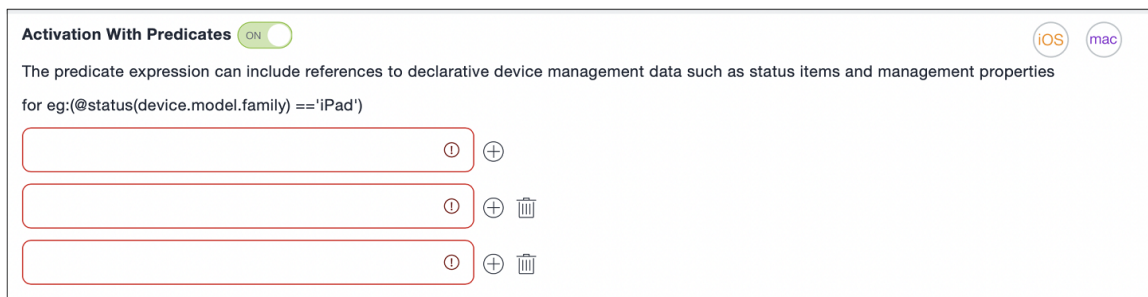 Activation With Predicates ON iOS mac
The predicate expression can include references to declarative device management data such as status items and management properties
for eg:(@status(device.model.family) =='iPad')